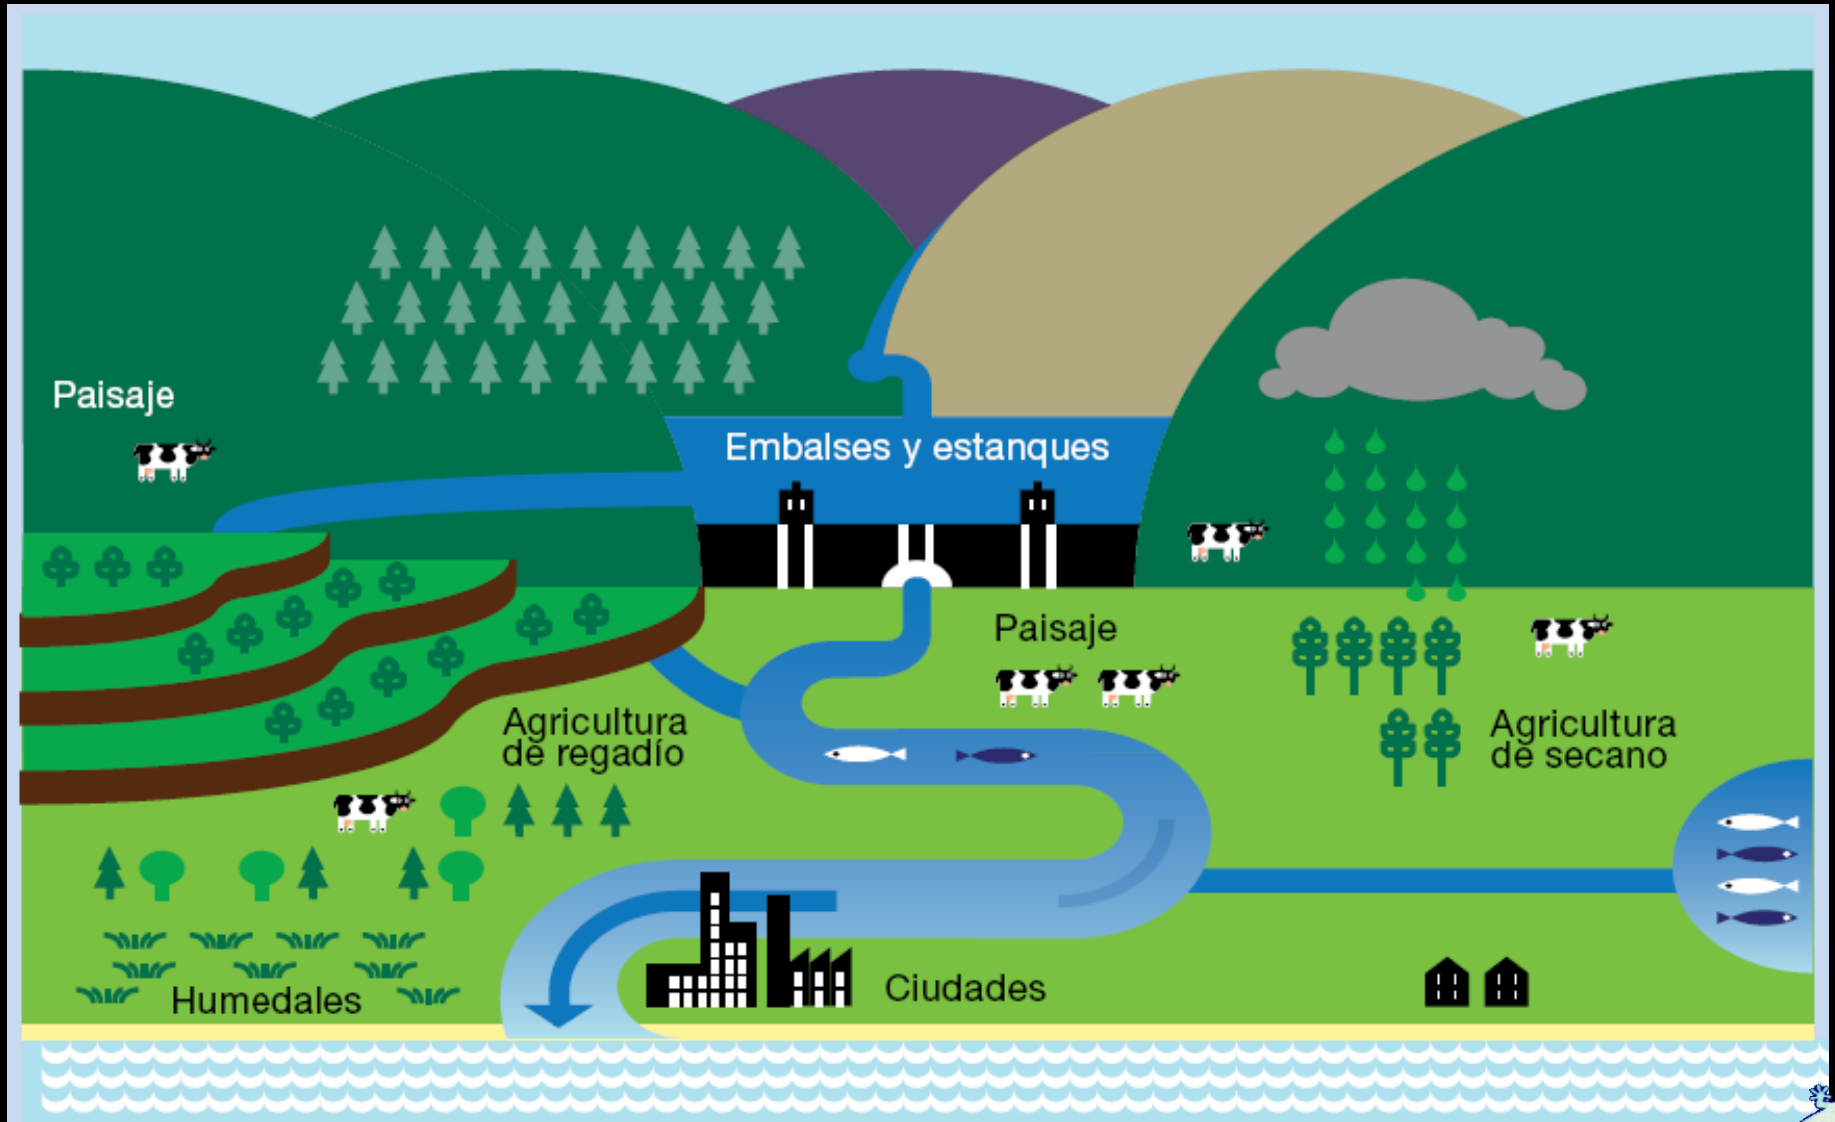 Paisaje
Embalses y estanques
Paisaje
Agricultura
de regadío
Agricultura
de secano
Humedales
Ciudades